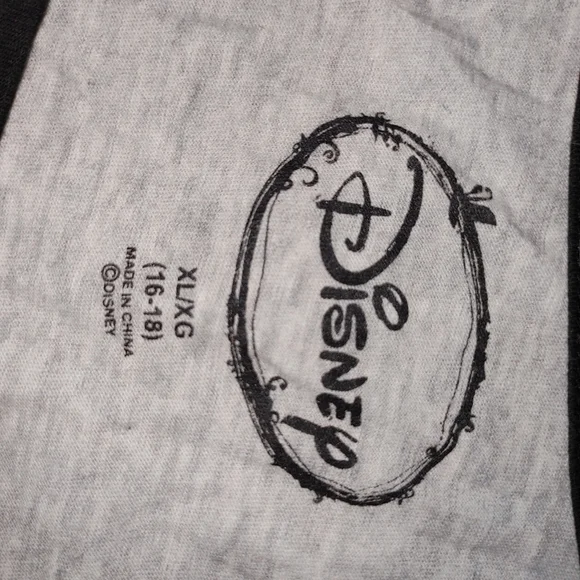 Disney
XL/XG
(16-18)
MADE IN CHINA
©DISNEY